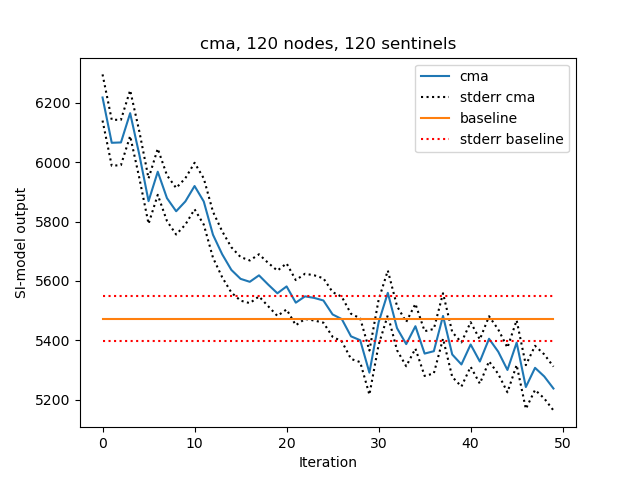 cma, 120 nodes, 120 sentinels
cma
stderr cma
baseline
stderr baseline
SI-model output
6200
6000
5800
5600
5400
5200
0
10
20
30
40
50
Iteration